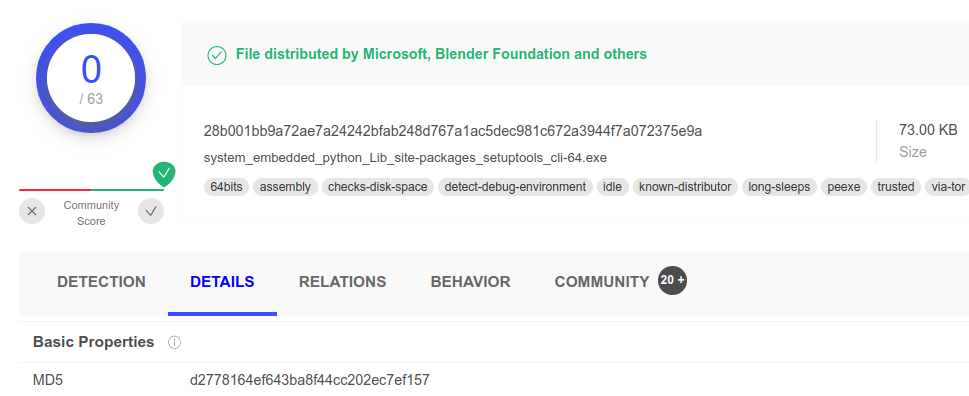 0
/ 63
Community
Score
File distributed by Microsoft, Blender Foundation and others
28b001bb9a72ae7a24242bfab248d767a1ac5dec981c672a3944f7a072375e9a
system_embedded_python_Lib_site-packages_setuptools_cli-64.exe
73.00 KB
Size
64bits assembly checks-disk-space detect-debug-environment idle known-distributor long-sleeps peexe trusted via-tor
DETECTION DETAILS RELATIONS BEHAVIOR COMMUNITY 20 +
Basic Properties
MD5 d2778164ef643ba8f44cc202ec7ef157